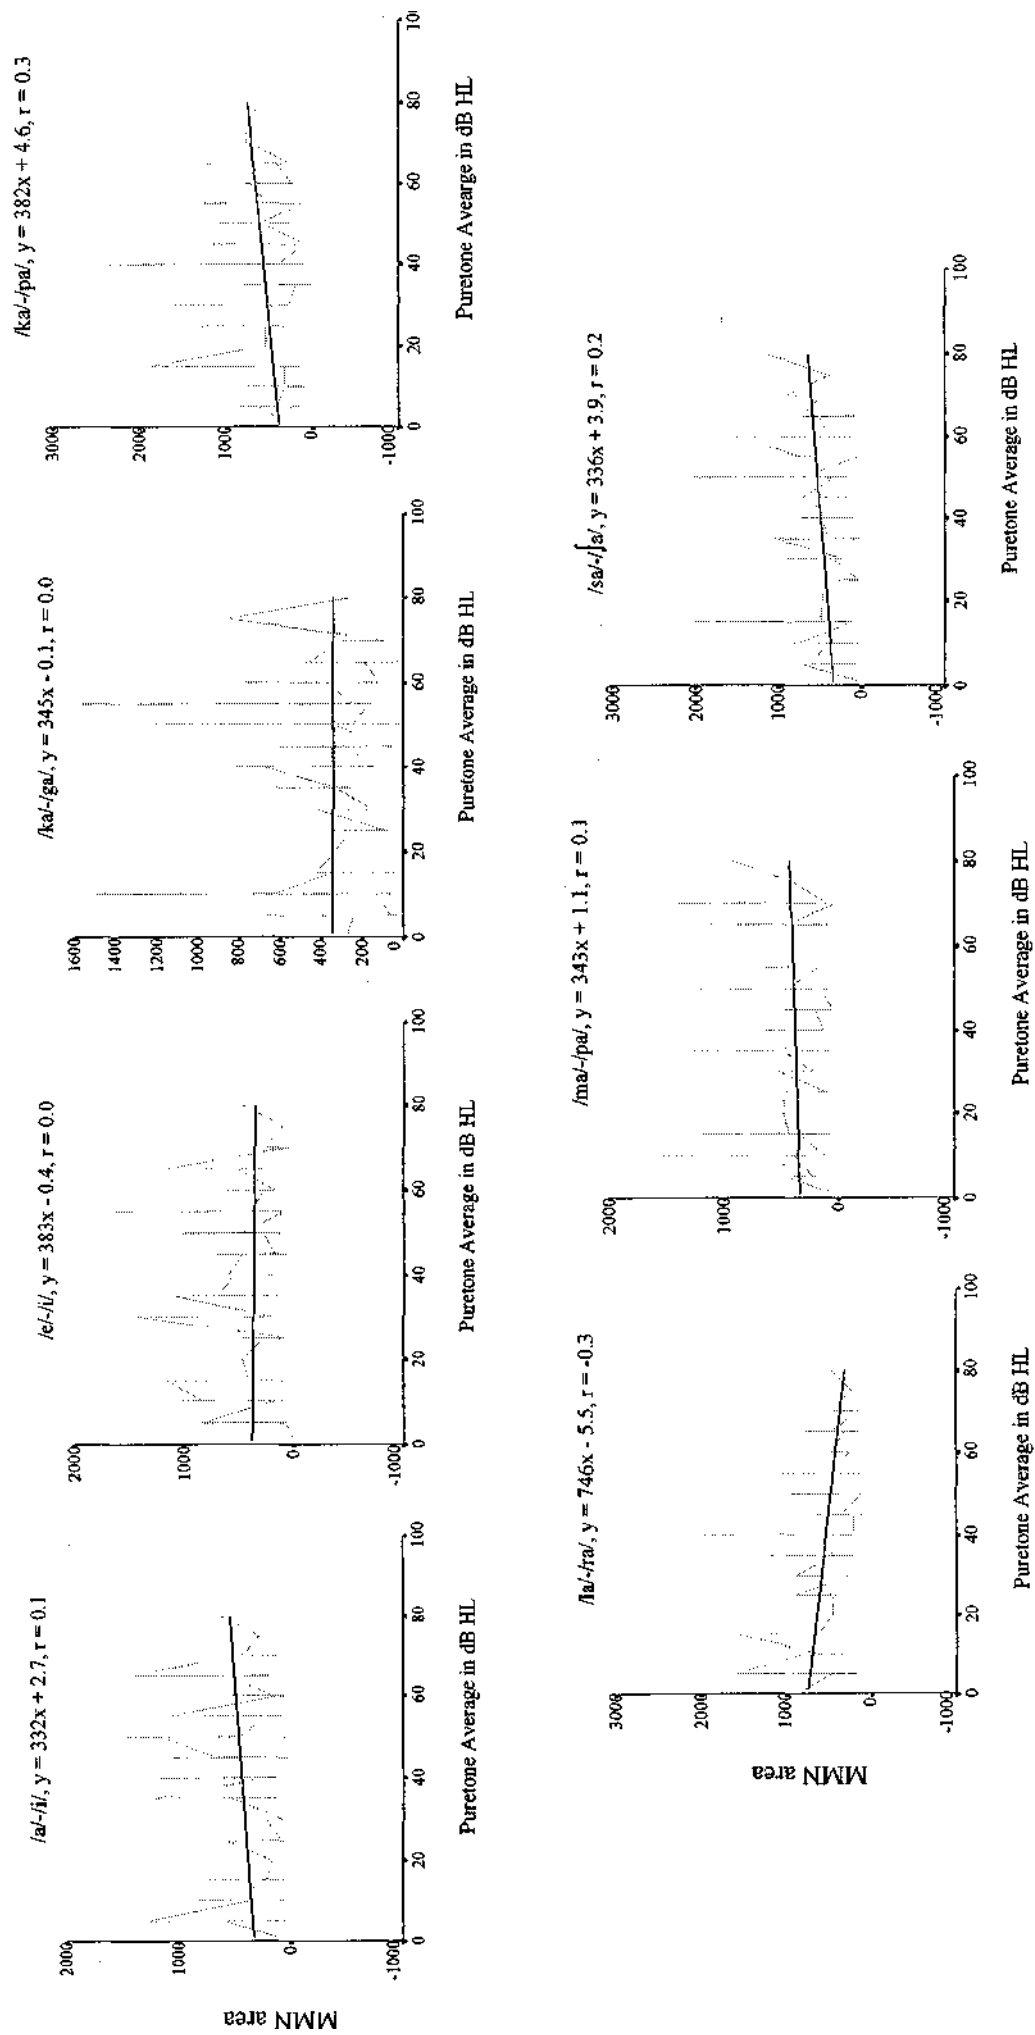 /a/-/i/, y = 332x + 2.7, r = 0.1
MMN area
2000
1000
0
-1000
0 20 40 60 80 100
Puretone Average in dB HL
/e/-/i/, y = 383x - 0.4, r = 0.0
2000
1000
0
-1000
0 20 40 60 80 100
Puretone Average in dB HL
/ka/-/ga/, y = 345x - 0.1, r = 0.0
1600
1400
1200
1000
800
600
400
200
0
0 20 40 60 80 100
Puretone Average in dB HL
/ka/-/pa/, y = 382x + 4.6, r = 0.3
3000
2000
1000
0
-1000
0 20 40 60 80 100
Puretone Avearge in dB HL
/la/-/ra/, y = 746x - 5.5, r = -0.3
MMN area
3000
2000
1000
0
-1000
0 20 40 60 80 100
Puretone Average in dB HL
/ma/-/pa/, y = 343x + 1.1, r = 0.1
2000
1000
0
-1000
0 20 40 60 80 100
Puretone Average in dB HL
/sa/-/ʃa/, y = 336x + 3.9, r = 0.2
3000
2000
1000
0
-1000
0 20 40 60 80 100
Puretone Average in dB HL